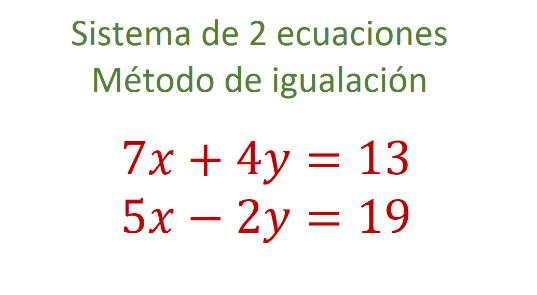 Sistema de 2 ecuaciones
Método de igualación
7x + 4y = 13
5x − 2y = 19